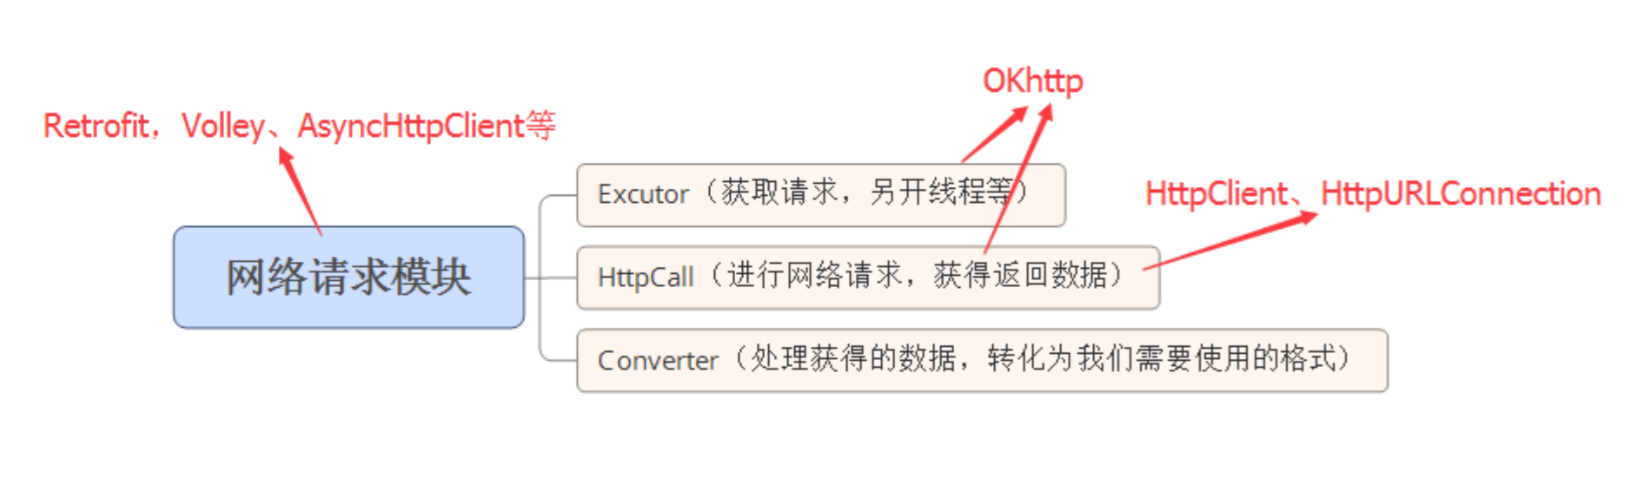 OKhttp
Retrofit，Volley、AsyncHttpClient等
Excutor（获取请求，另开线程等）
HttpClient、HttpURLConnection
网络请求模块
HttpCall（进行网络请求，获得返回数据）
Converter（处理获得的数据，转化为我们需要使用的格式）